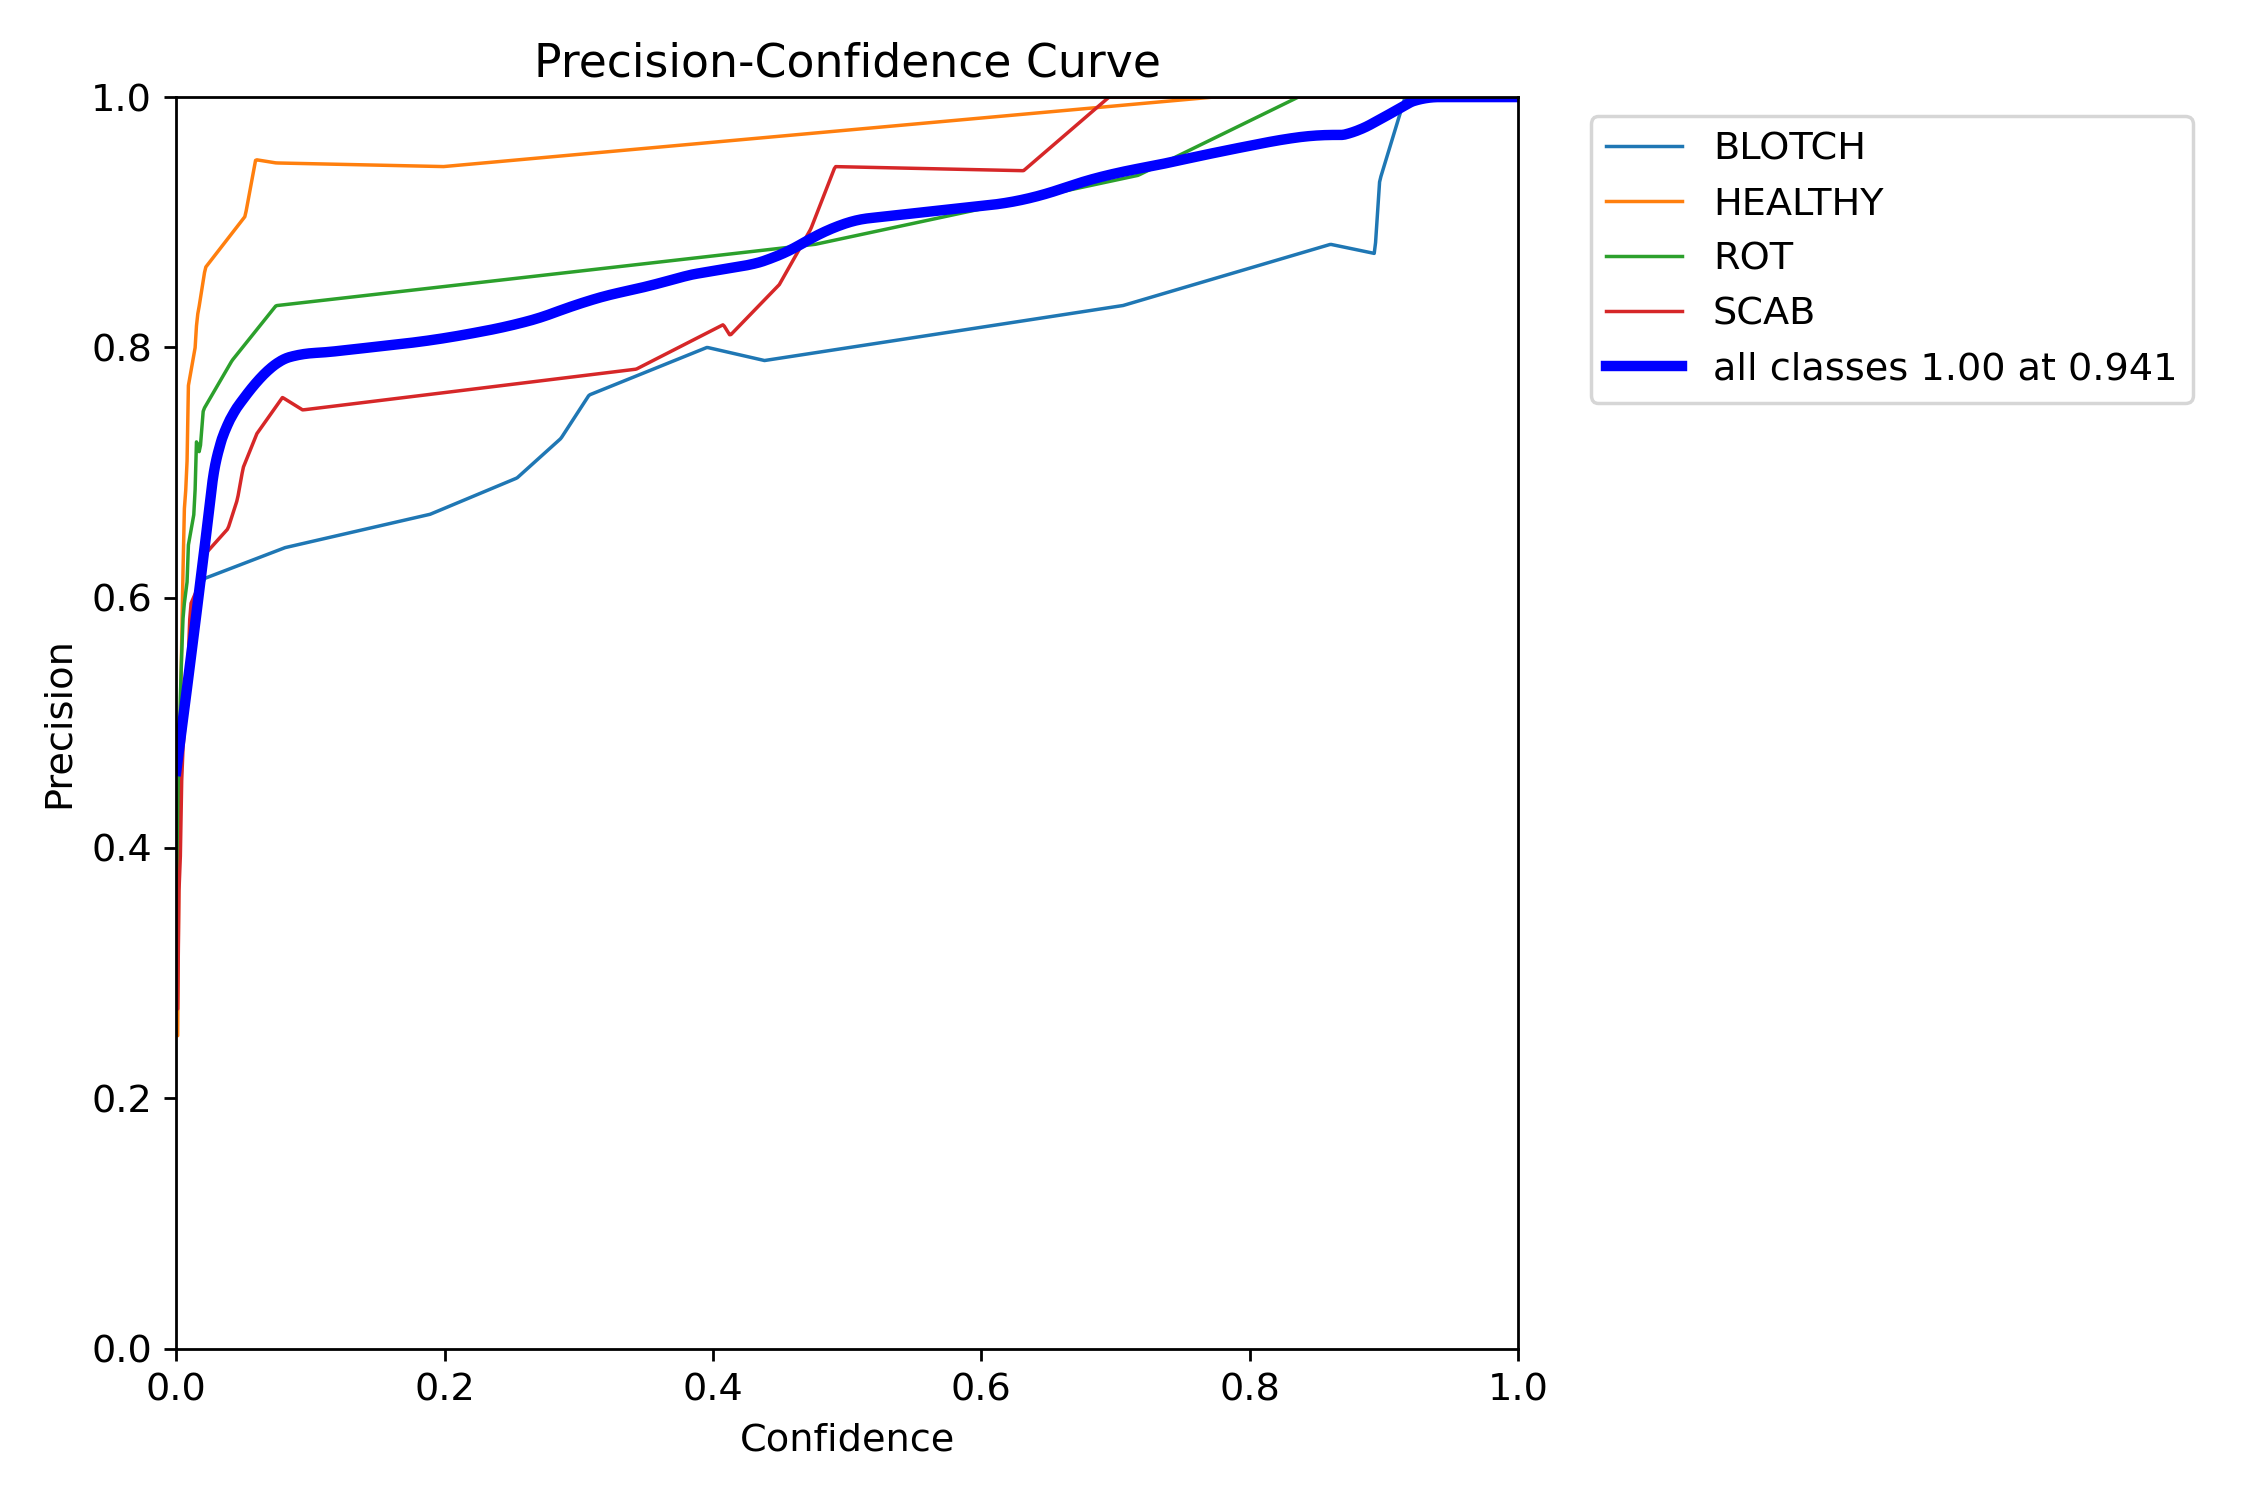 Precision-Confidence Curve
1.0
0.8
0.6
0.4
0.2
0.0
Precision
0.0 0.2 0.4 0.6 0.8 1.0
Confidence
BLOTCH
HEALTHY
ROT
SCAB
all classes 1.00 at 0.941